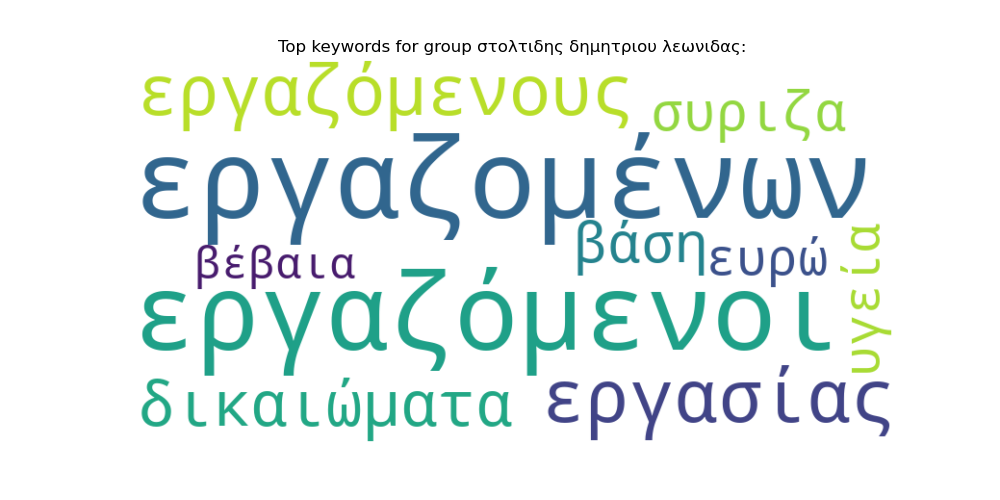 Top keywords for group στολτιδης δημητριου λεωνιδας:
εργαζόμενους
συριζα
εργαζομένων
βάση
ευρώ
βέβαια
υγεία
εργαζόμενοι
δικαιώματα
εργασίας